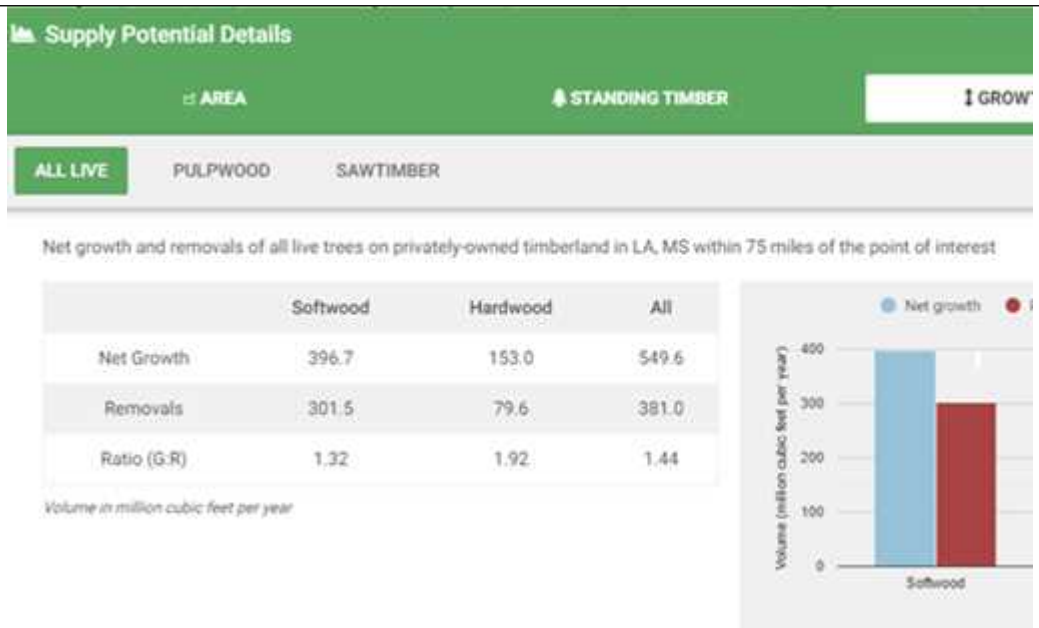 Supply Potential Details
AREA
STANDING TIMBER
ALL LIVE
PULPWOOD
SAWTIMBER
Net growth and removals of all live trees on privately-owned timberland in LA, MS within 75 miles of the point of interest
Softwood Hardwood All
Net Growth 396.7 153.0 549.6
Removals 301.5 79.6 381.0
Ratio (G:R) 1.32 1.92 1.44
Volume in million cubic feet per year
Net growth
Volume (million cubic feet per year)
400
300
200
100
0
Softwood